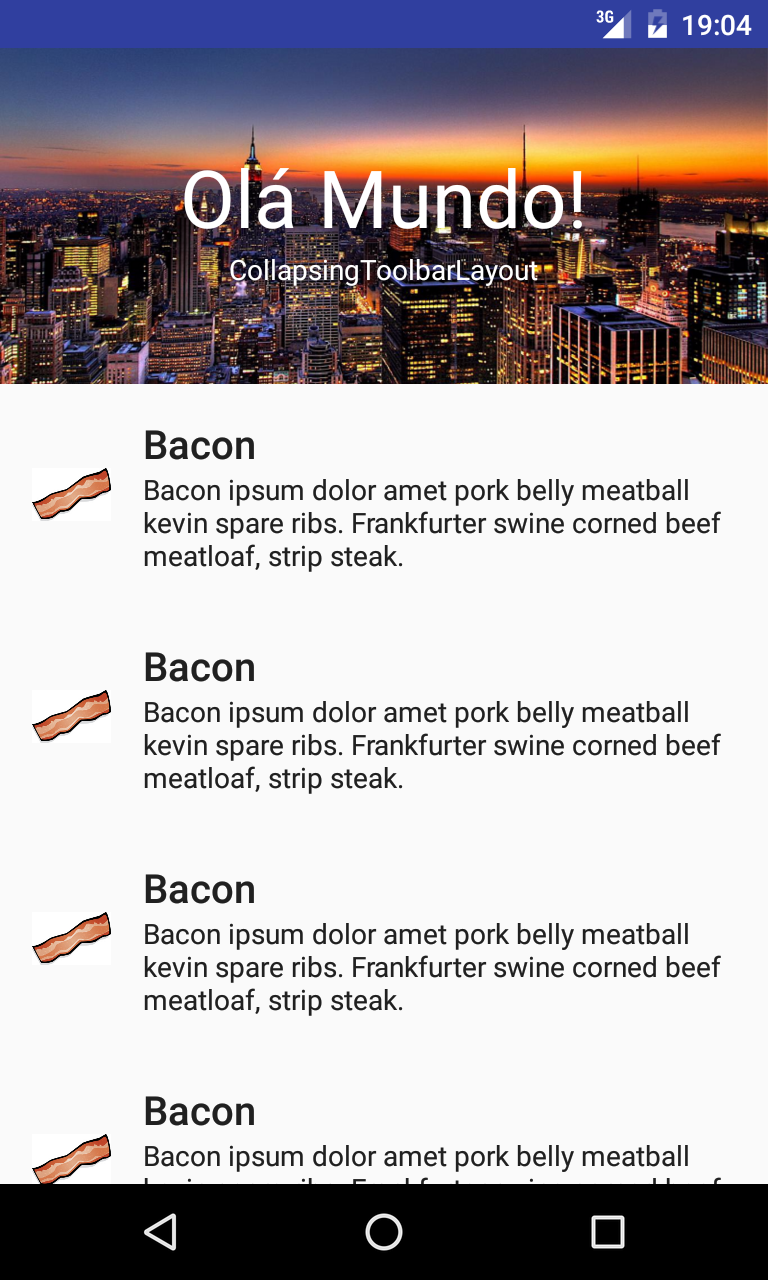 3G 19:04
Olá Mundo!
CollapsingToolbarLayout
Bacon
Bacon ipsum dolor amet pork belly meatball
kevin spare ribs. Frankfurter swine corned beef
meatloaf, strip steak.
Bacon
Bacon ipsum dolor amet pork belly meatball
kevin spare ribs. Frankfurter swine corned beef
meatloaf, strip steak.
Bacon
Bacon ipsum dolor amet pork belly meatball
kevin spare ribs. Frankfurter swine corned beef
meatloaf, strip steak.
Bacon
Bacon ipsum dolor amet pork belly meatball